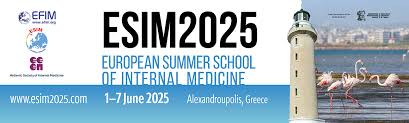 EFIM
www.efim.org
ESIM
Hellenic Society of Internal Medicine
ESIM2025
EUROPEAN SUMMER SCHOOL
OF INTERNAL MEDICINE
www.esim2025.com
1–7 June 2025
Alexandroupolis, Greece